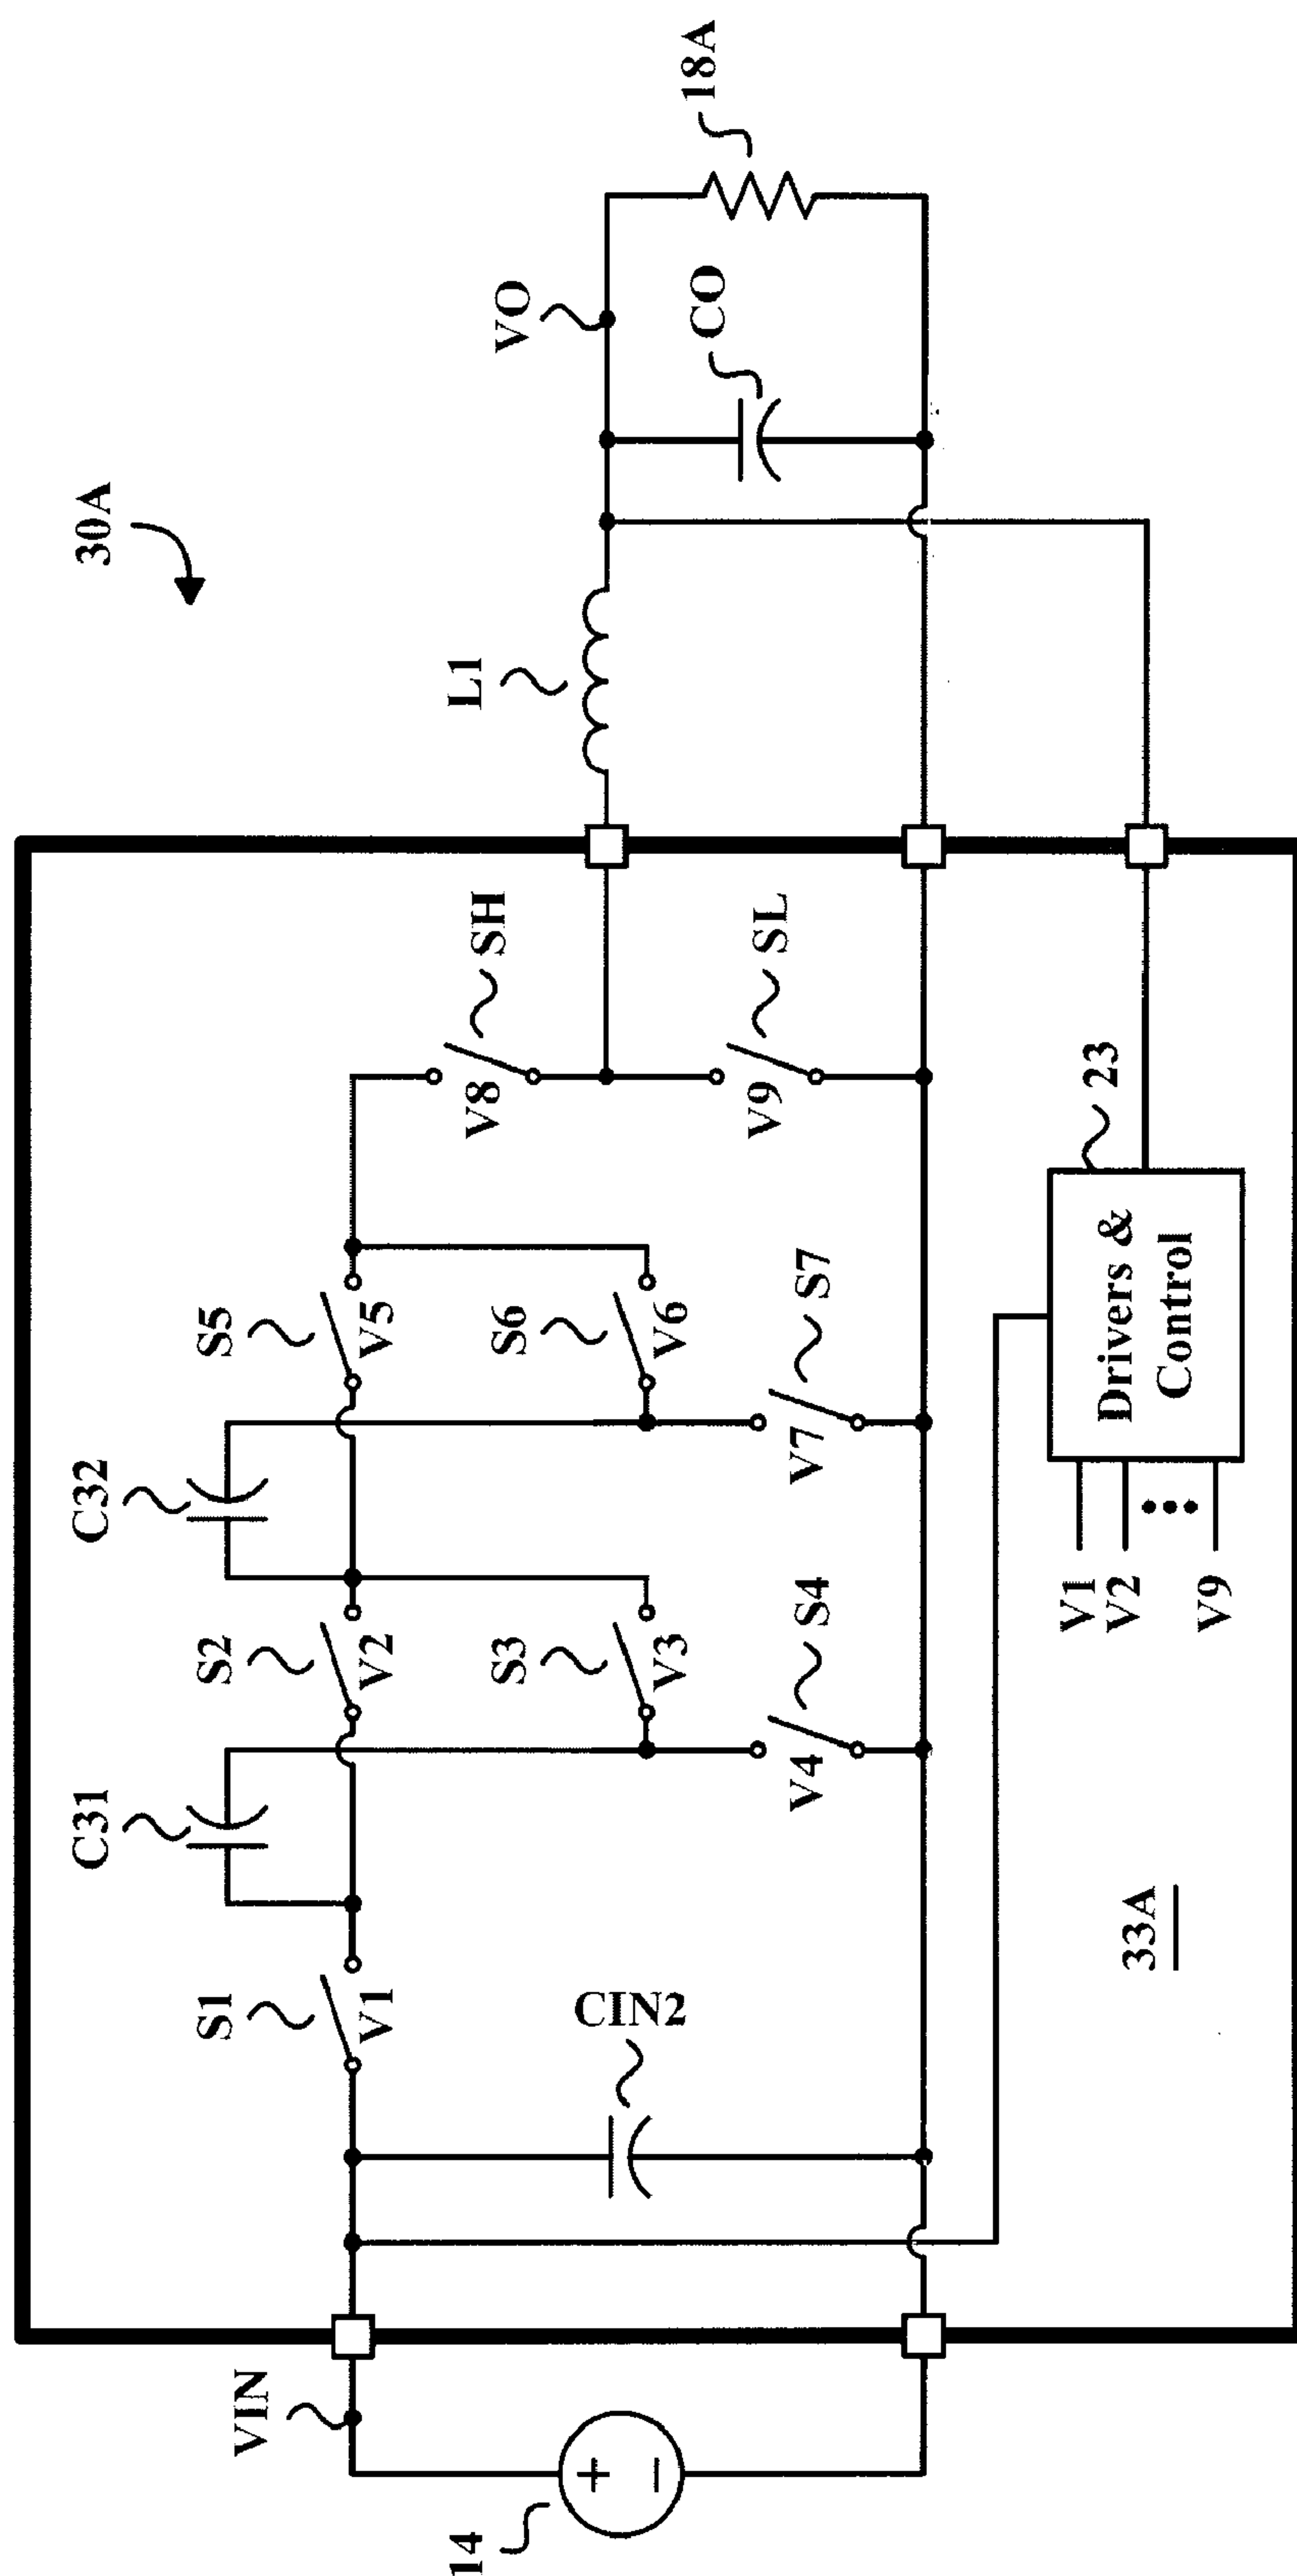 30A
C31
C32
S1
S2
S5
V1
V2
V5
S3
S6
V3
V6
SH
V8
L1
VO
VIN
14
CIN2
S4
V4
S7
V7
SL
V9
CO
18A
33A
V1
V2
V9
Drivers &
Control
23